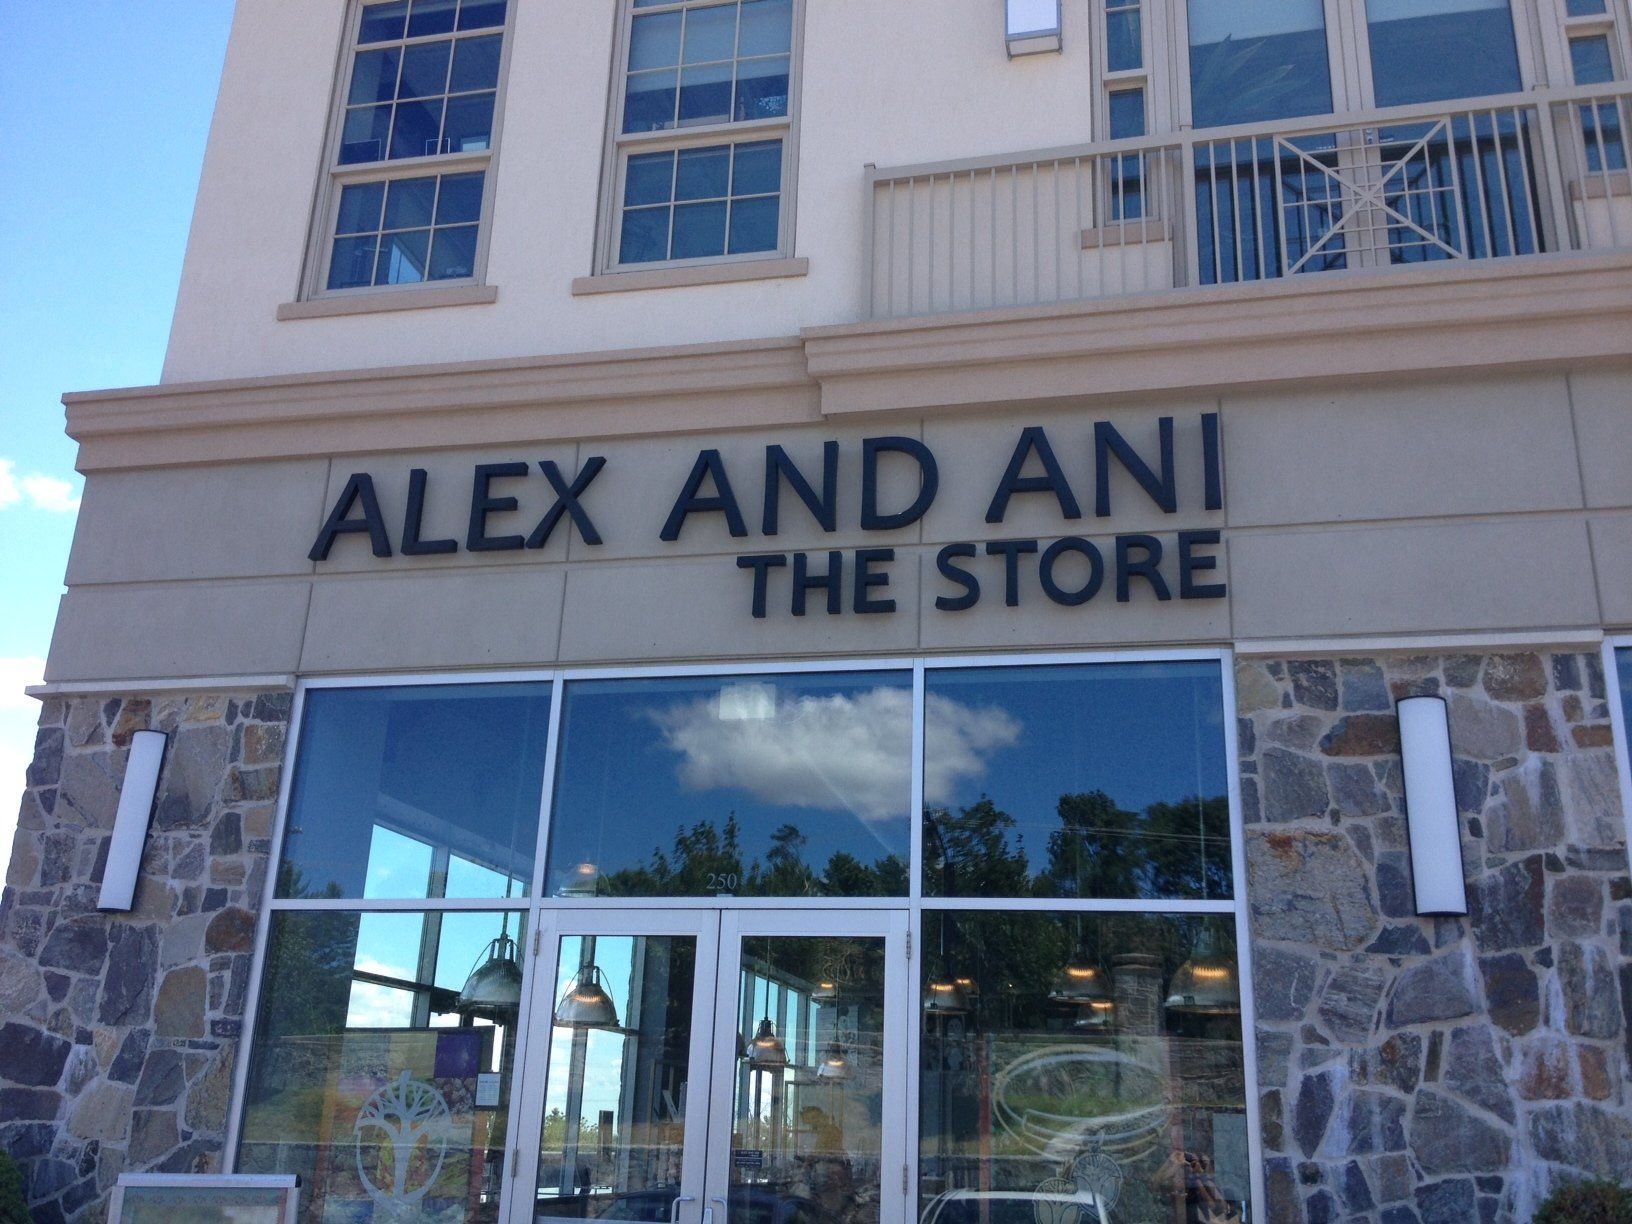 ALEX AND ANI
THE STORE
250